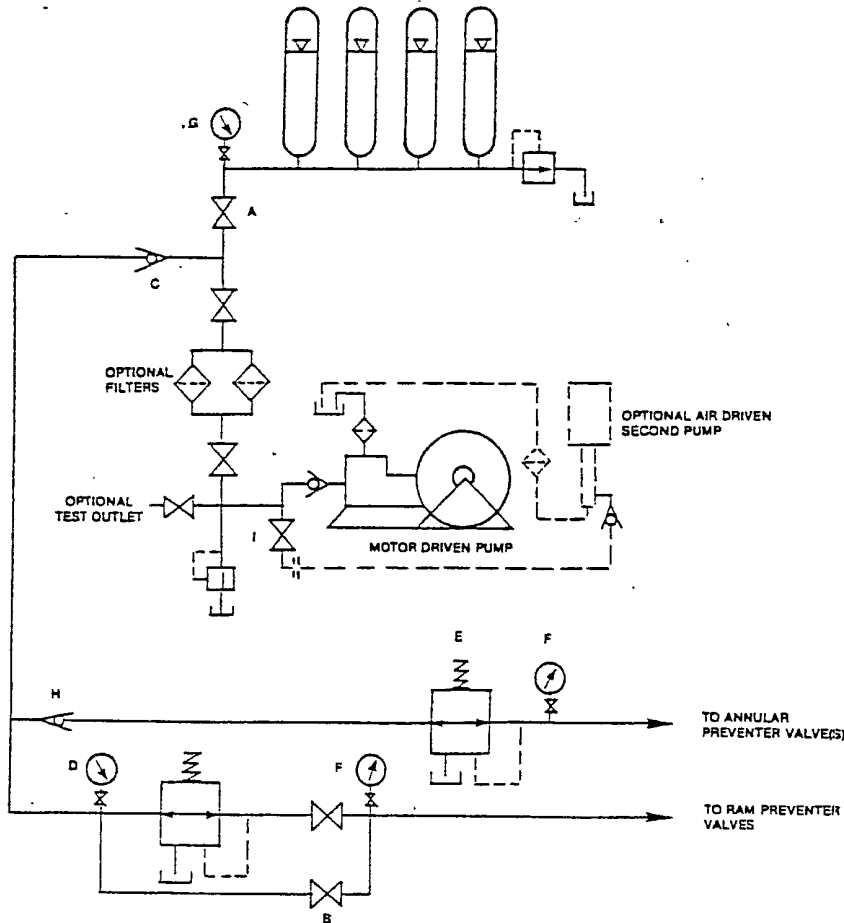 G
A
C
OPTIONAL
FILTERS
OPTIONAL AIR DRIVEN
SECOND PUMP
OPTIONAL
TEST OUTLET
I
MOTOR DRIVEN PUMP
E
F
H
TO ANNULAR
PREVENTER VALVE(S)
D
F
TO RAM PREVENTER
VALVES
B